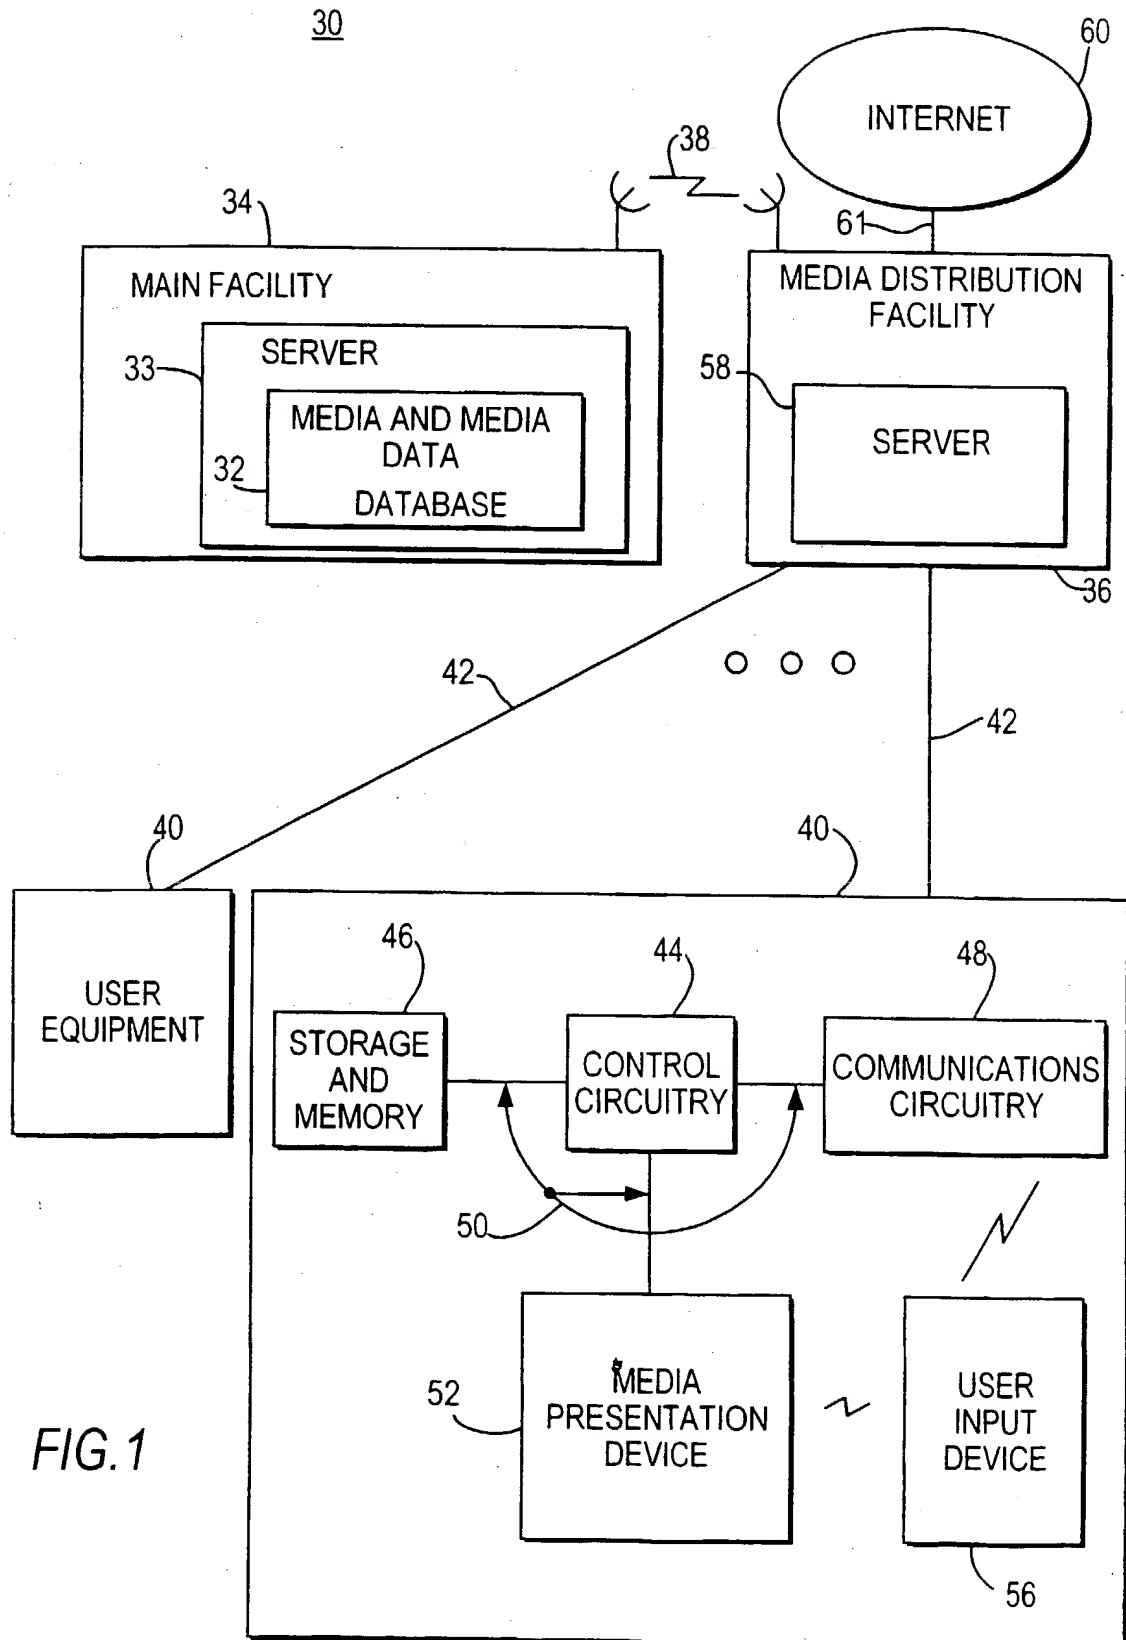 30
60
INTERNET
38
34
61
MAIN FACILITY
MEDIA DISTRIBUTION
FACILITY
33
SERVER
58
MEDIA AND MEDIA
DATA
DATABASE
32
SERVER
36
42
42
40
40
USER
EQUIPMENT
46
44
48
STORAGE
AND
MEMORY
CONTROL
CIRCUITRY
COMMUNICATIONS
CIRCUITRY
50
52
MEDIA
PRESENTATION
DEVICE
USER
INPUT
DEVICE
56
FIG.1